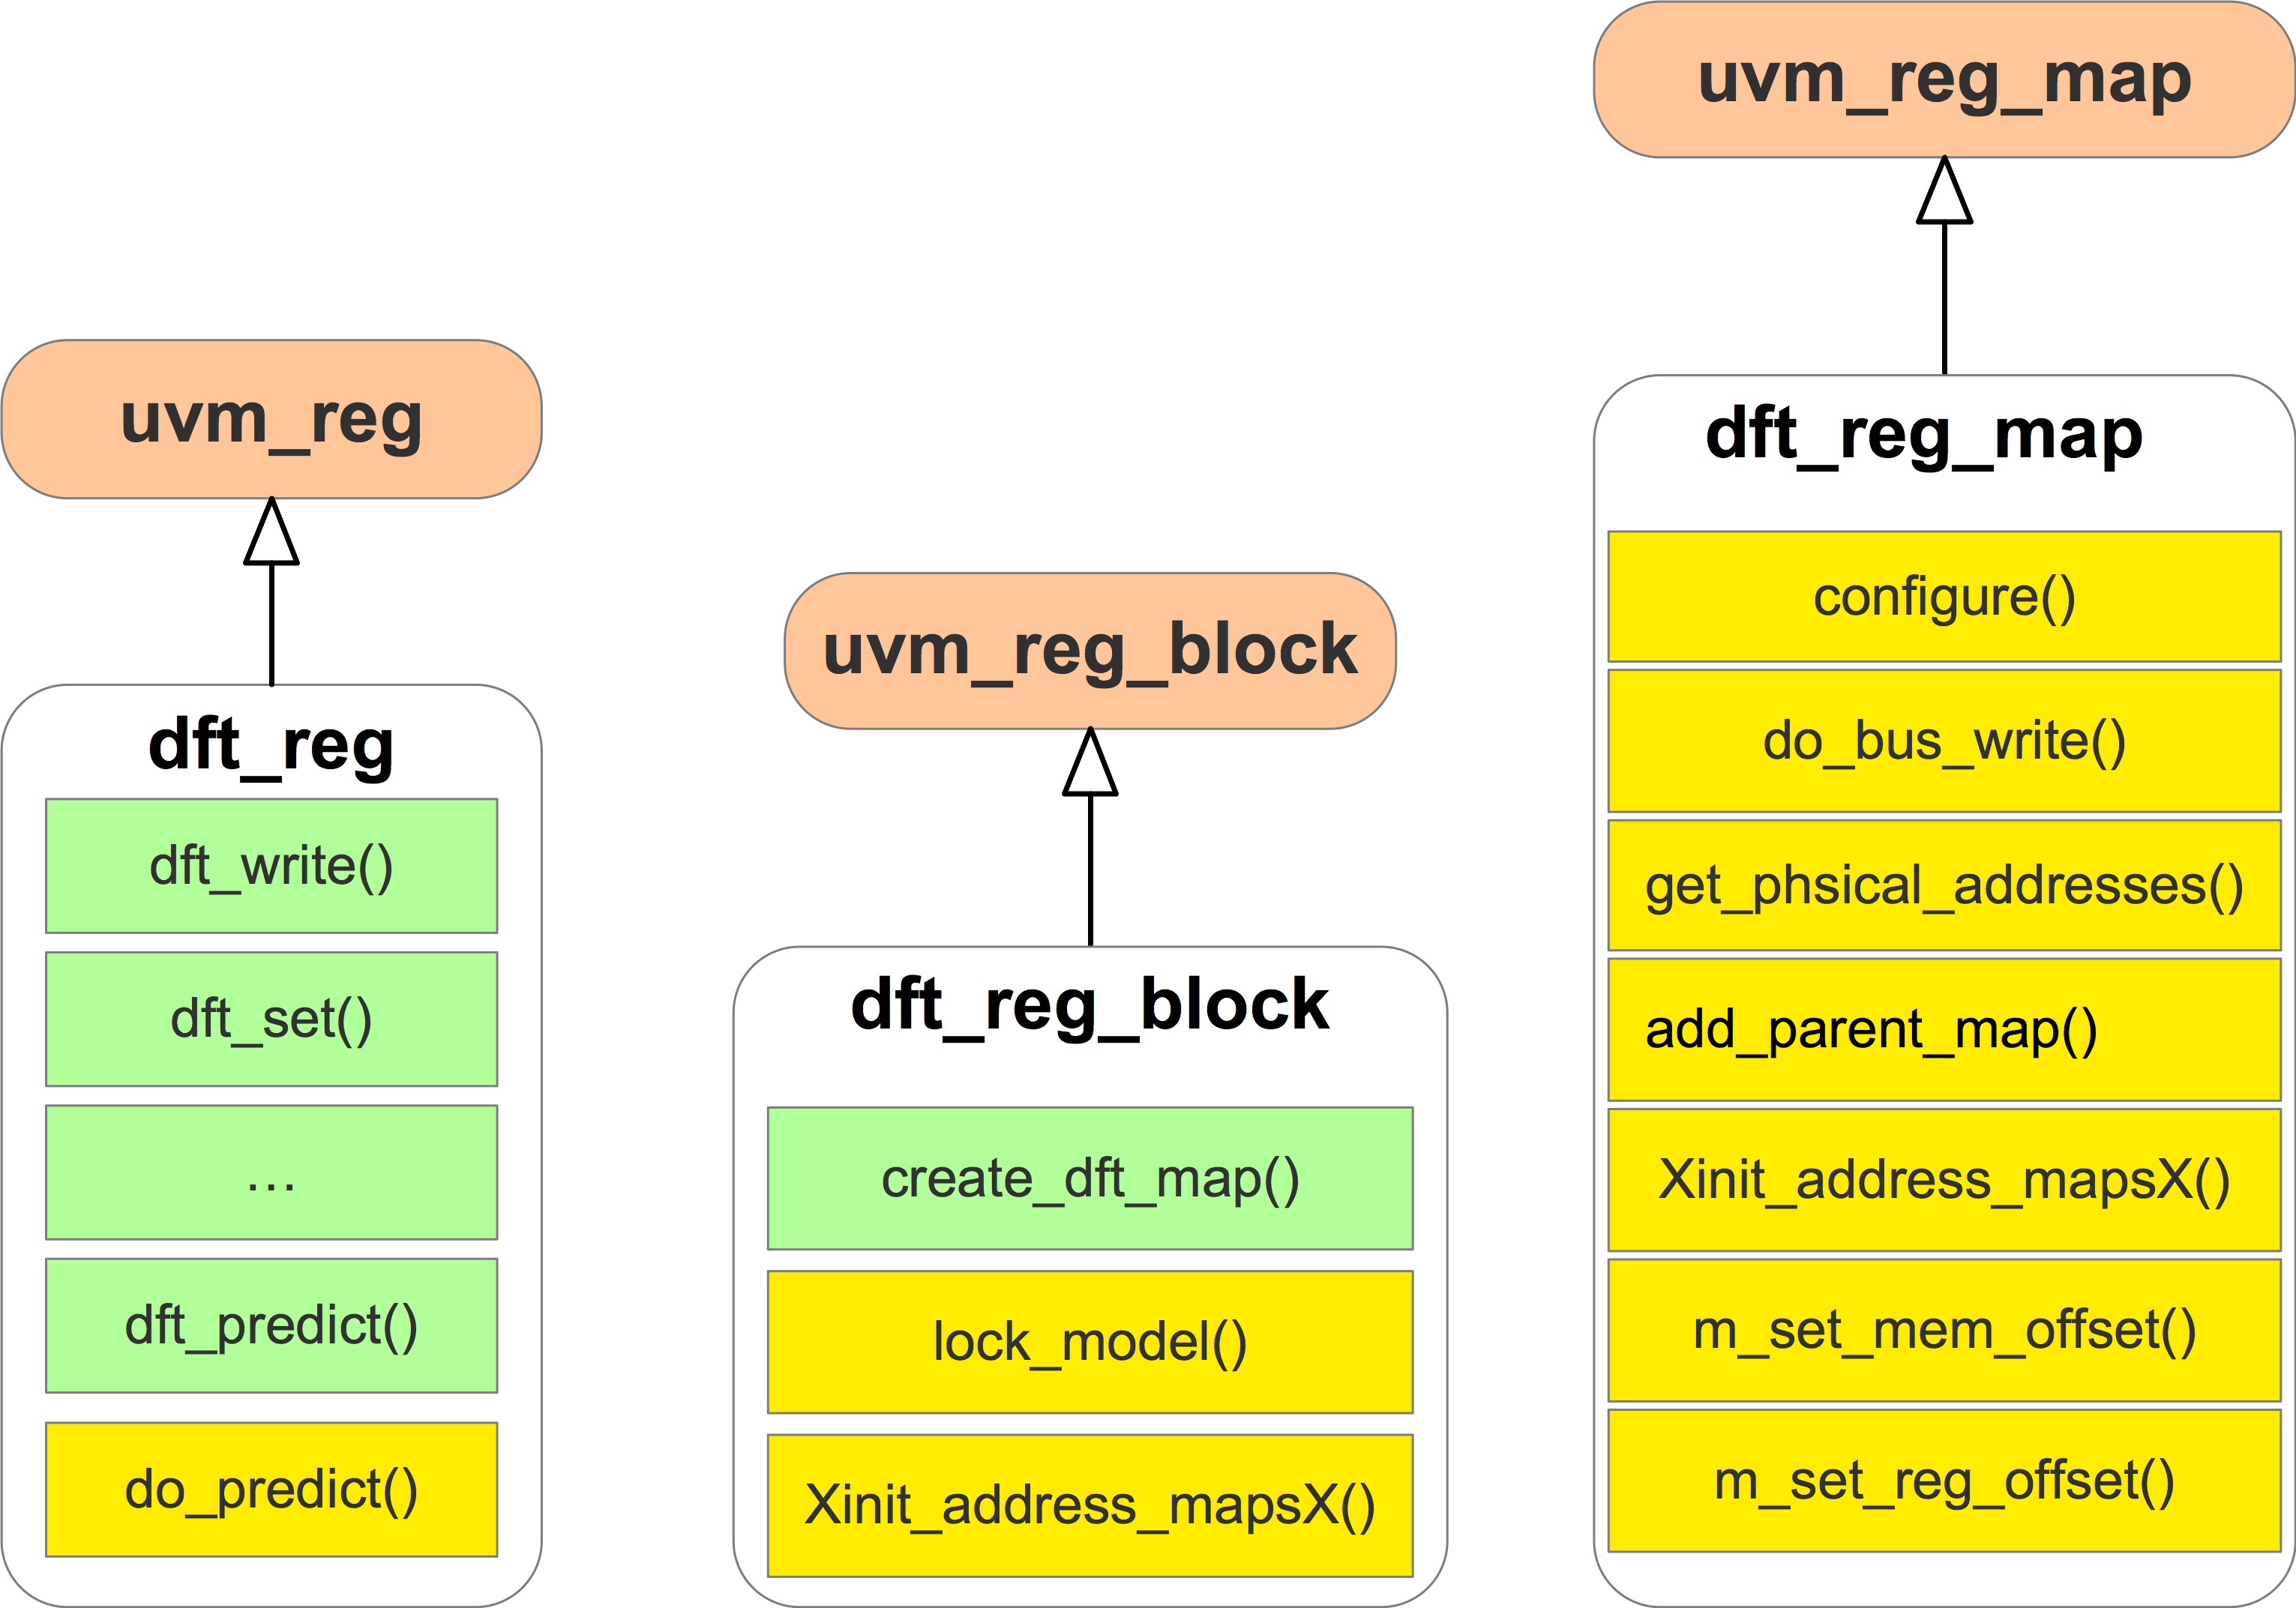 uvm_reg
dft_reg
dft_write()
dft_set()
...
dft_predict()
do_predict()
uvm_reg_block
dft_reg_block
create_dft_map()
lock_model()
Xinit_address_mapsX()
uvm_reg_map
dft_reg_map
configure()
do_bus_write()
get_phsical_addresses()
add_parent_map()
Xinit_address_mapsX()
m_set_mem_offset()
m_set_reg_offset()